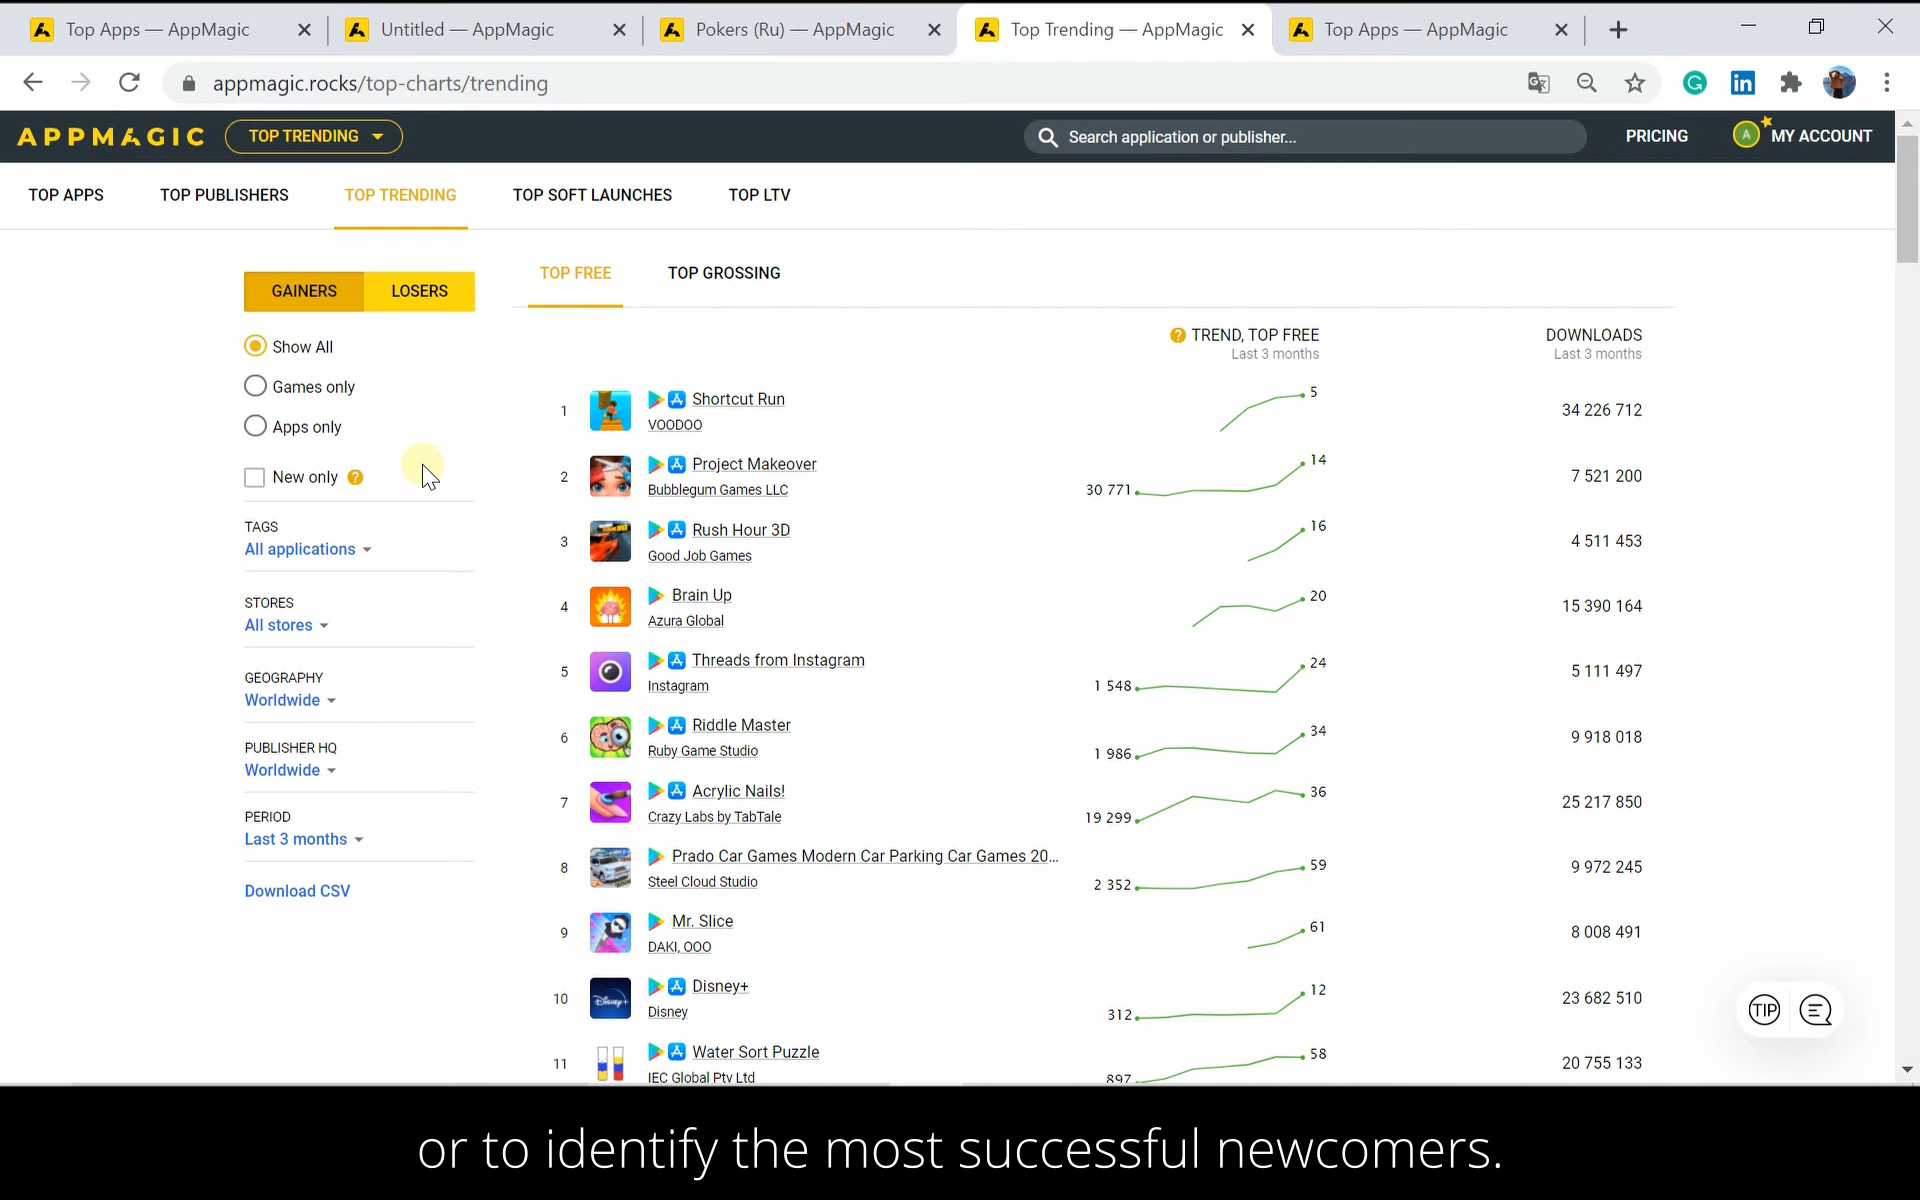 Top Apps — AppMagic
Untitled — AppMagic
Pokers (Ru) — AppMagic
Top Trending — AppMagic
Top Apps — AppMagic
appmagic.rocks/top-charts/trending
APPMAGIC
TOP TRENDING
Search application or publisher...
PRICING
A
MY ACCOUNT
TOP APPS
TOP PUBLISHERS
TOP TRENDING
TOP SOFT LAUNCHES
TOP LTV
GAINERS
LOSERS
Show All
Games only
Apps only
New only ?
TAGS
All applications
STORES
All stores
GEOGRAPHY
Worldwide
PUBLISHER HQ
Worldwide
PERIOD
Last 3 months
Download CSV
TOP FREE
TOP GROSSING
? TREND, TOP FREE
Last 3 months
DOWNLOADS
Last 3 months
1 Shortcut Run 5 34 226 712
VOODOO
2 Project Makeover 30 771 14 7 521 200
Bubblegum Games LLC
3 Rush Hour 3D 16 4 511 453
Good Job Games
4 Brain Up 20 15 390 164
Azura Global
5 Threads from Instagram 1 548 24 5 111 497
Instagram
6 Riddle Master 1 986 34 9 918 018
Ruby Game Studio
7 Acrylic Nails! 19 299 36 25 217 850
Crazy Labs by TabTale
8 Prado Car Games Modern Car Parking Car Games 20... 2 352 59 9 972 245
Steel Cloud Studio
9 Mr. Slice 61 8 008 491
DAKI, OOO
10 Disney+ 312 12 23 682 510
Disney
11 Water Sort Puzzle 897 58 20 755 133
IEC Global Pty Ltd
TIP
or to identify the most successful newcomers.